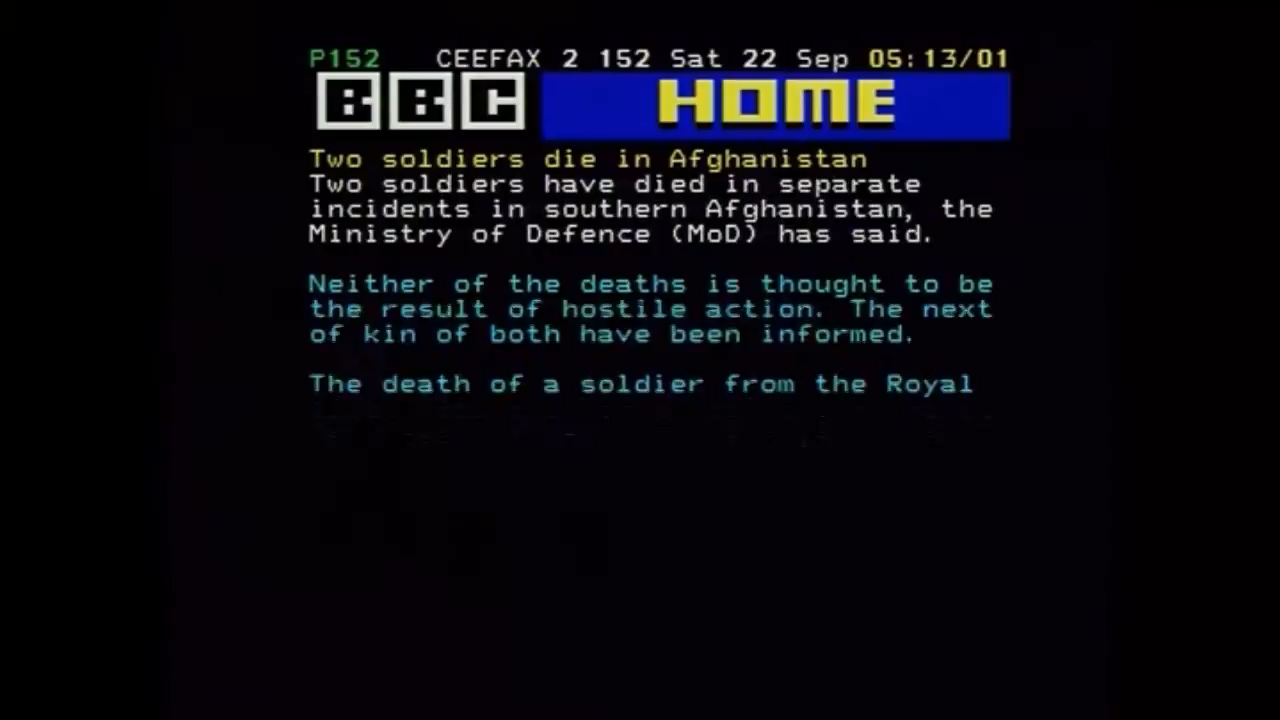 P152 CEEFAX 2 152 Sat 22 Sep 05:13/01
BBC HOME
Two soldiers die in Afghanistan
Two soldiers have died in separate
incidents in southern Afghanistan, the
Ministry of Defence (MoD) has said.
Neither of the deaths is thought to be
the result of hostile action. The next
of kin of both have been informed.
The death of a soldier from the Royal